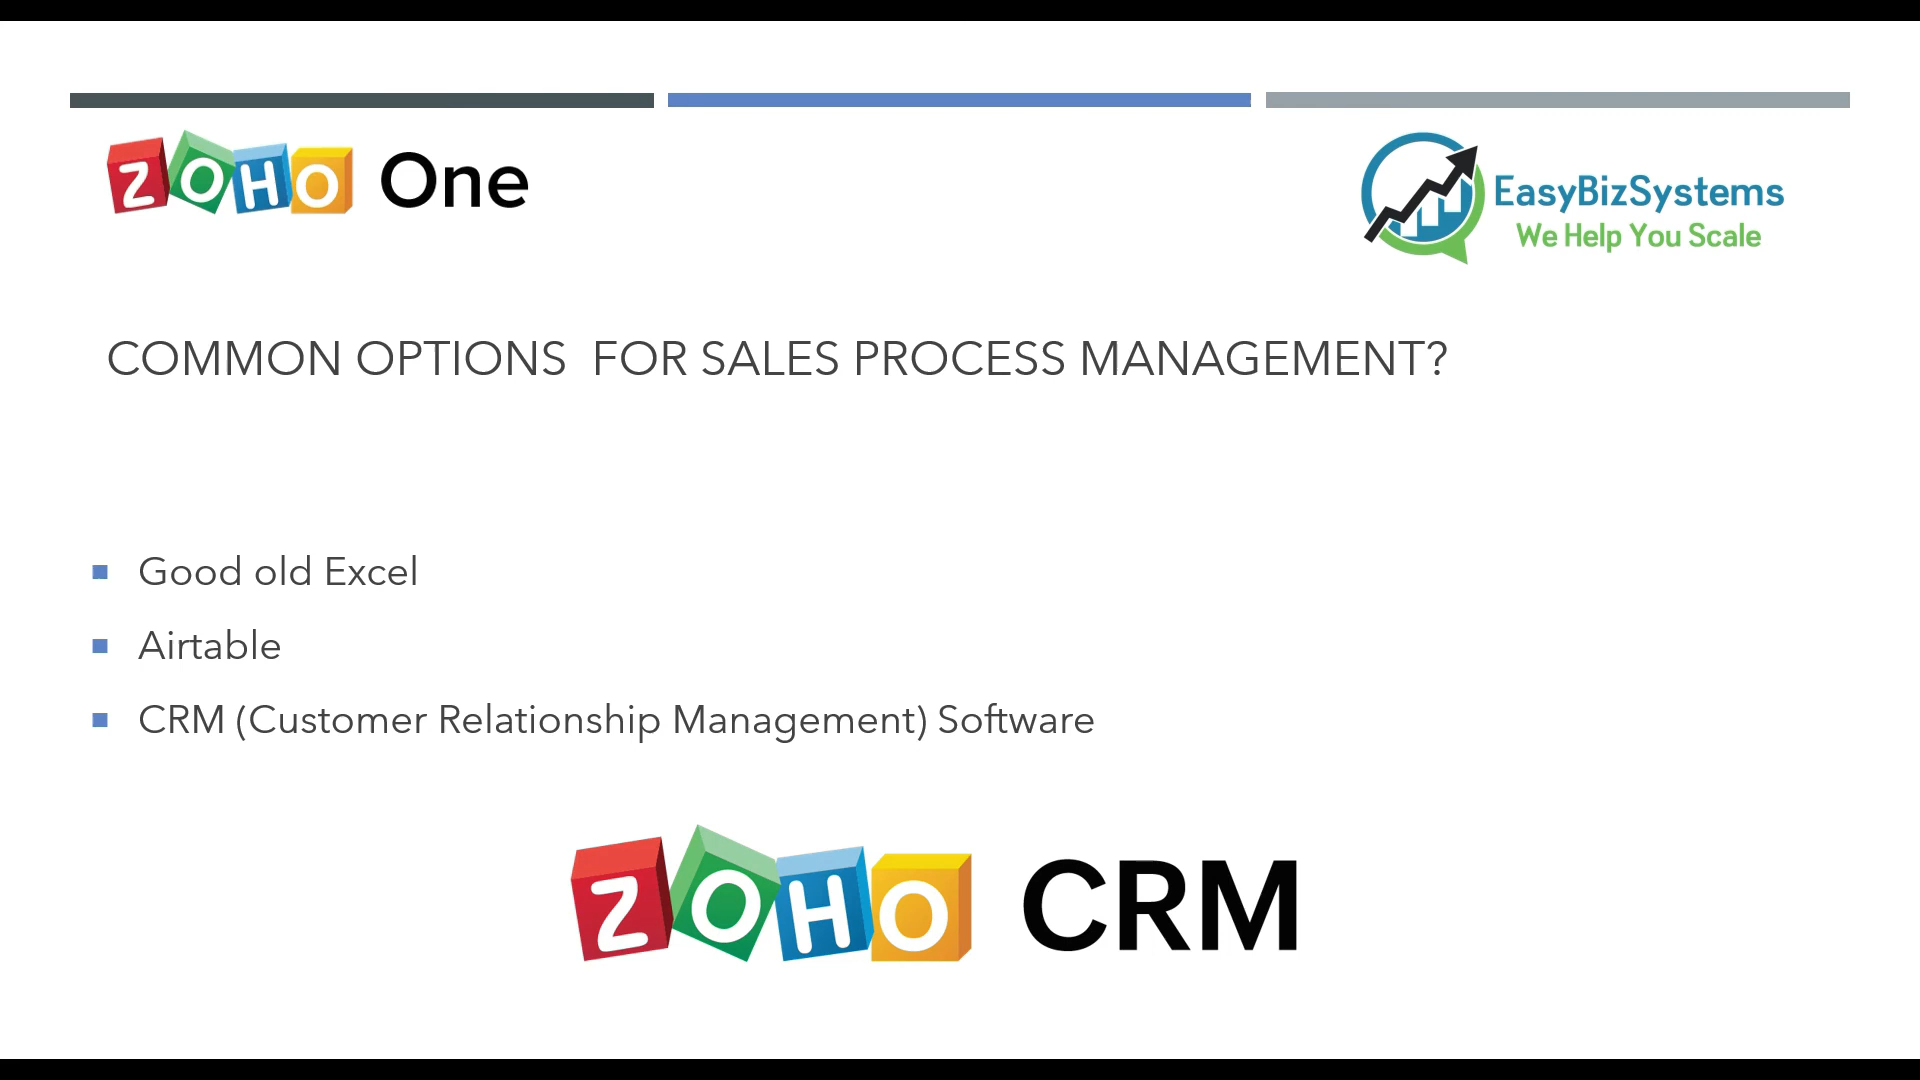 ZOHO One
EasyBizSystems
We Help You Scale
COMMON OPTIONS FOR SALES PROCESS MANAGEMENT?
Good old Excel
Airtable
CRM (Customer Relationship Management) Software
ZOHO CRM